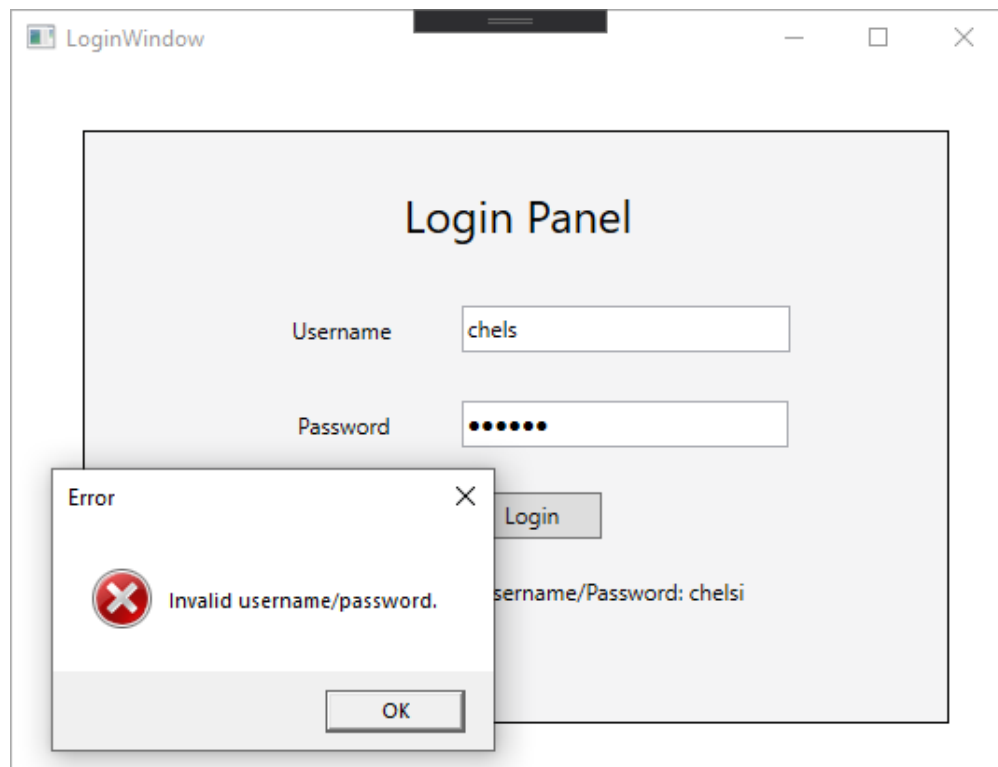 LoginWindow
Login Panel
Username
chels
Password
••••••
Error
Login
Invalid username/password.
sername/Password: chelsi
OK